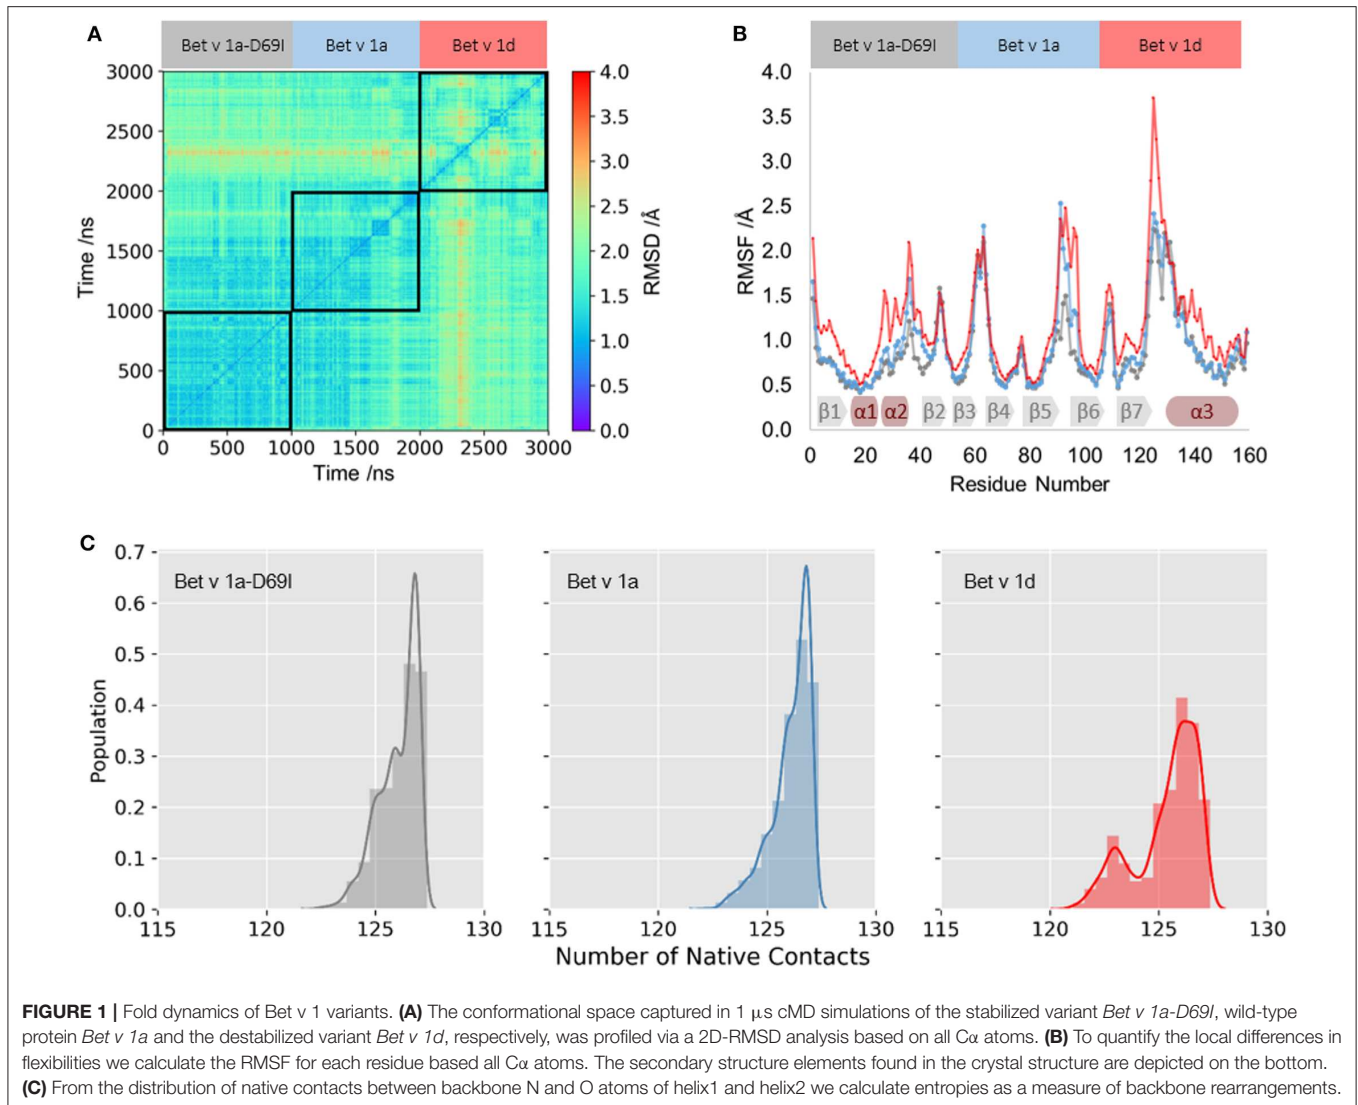 A
Bet v 1a-D69I Bet v 1a Bet v 1d
3000
2500
2000
1500
1000
500
0
Time /ns
0 500 1000 1500 2000 2500 3000
Time /ns
4.0
3.5
3.0
2.5
2.0
1.5
1.0
0.5
0.0
RMSD /Å
B
Bet v 1a-D69I Bet v 1a Bet v 1d
4.0
3.5
3.0
2.5
2.0
1.5
1.0
0.5
0.0
RMSF /Å
β1 α1 α2 β2 β3 β4 β5 β6 β7 α3
0 20 40 60 80 100 120 140 160
Residue Number
C
0.7
0.6
0.5
0.4
0.3
0.2
0.1
0.0
Population
Bet v 1a-D69I
115 120 125 130
Bet v 1a
115 120 125 130
Bet v 1d
115 120 125 130
Number of Native Contacts
FIGURE 1 | Fold dynamics of Bet v 1 variants. (A) The conformational space captured in 1 μs cMD simulations of the stabilized variant Bet v 1a-D69I, wild-type
protein Bet v 1a and the destabilized variant Bet v 1d, respectively, was profiled via a 2D-RMSD analysis based on all Cα atoms. (B) To quantify the local differences in
flexibilities we calculate the RMSF for each residue based all Cα atoms. The secondary structure elements found in the crystal structure are depicted on the bottom.
(C) From the distribution of native contacts between backbone N and O atoms of helix1 and helix2 we calculate entropies as a measure of backbone rearrangements.